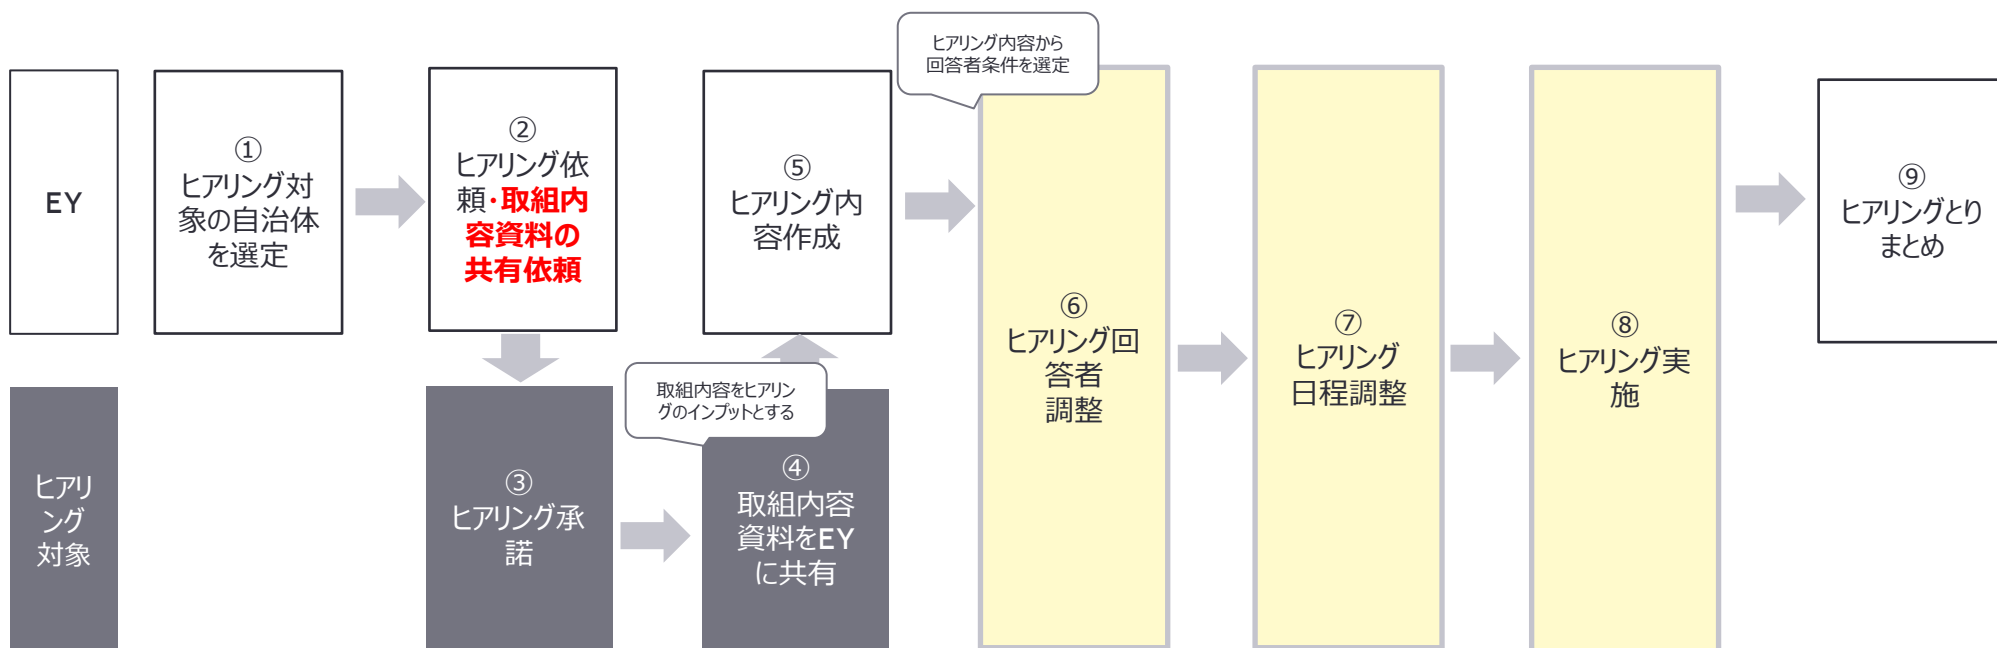 EY
①
ヒアリング対
象の自治体
を選定
②
ヒアリング依
頼・取組内
容資料の
共有依頼
⑤
ヒアリング内
容作成
ヒアリング内容から
回答者条件を選定
⑥
ヒアリング回
答者
調整
⑦
ヒアリング
日程調整
⑧
ヒアリング実
施
⑨
ヒアリングとり
まとめ
ヒアリ
ング
対象
③
ヒアリング承
諾
取組内容をヒアリン
グのインプットとする
④
取組内容
資料をEY
に共有